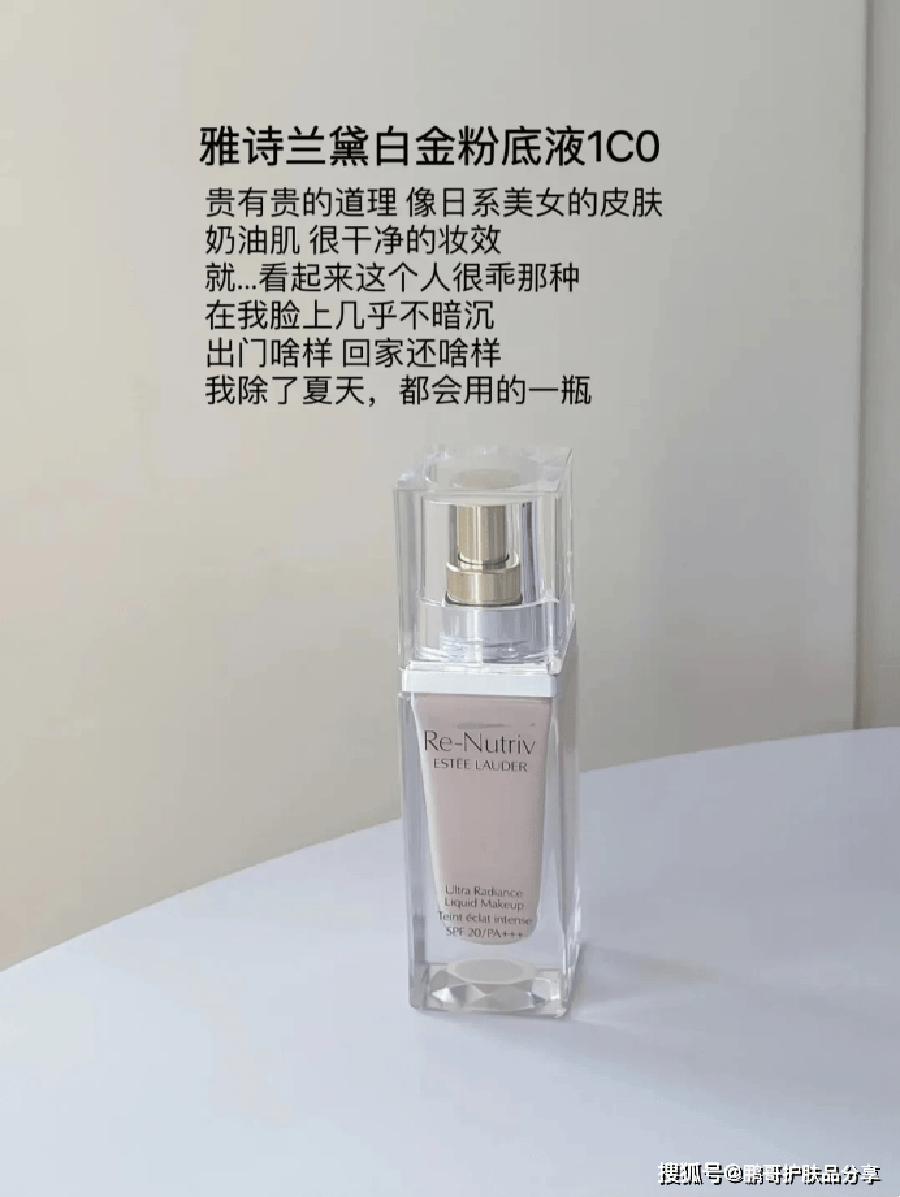 雅诗兰黛白金粉底液1C0
贵有贵的道理 像日系美女的皮肤
奶油肌 很干净的妆效
就...看起来这个人很乖那种
在我脸上几乎不暗沉
出门啥样 回家还啥样
我除了夏天，都会用的一瓶
Re-Nutriv
ESTĒE LAUDER
Ultra Radiance
Liquid Makeup
Teint éclat intense
SPF 20/PA+++
搜狐号@鹏哥护肤品分享